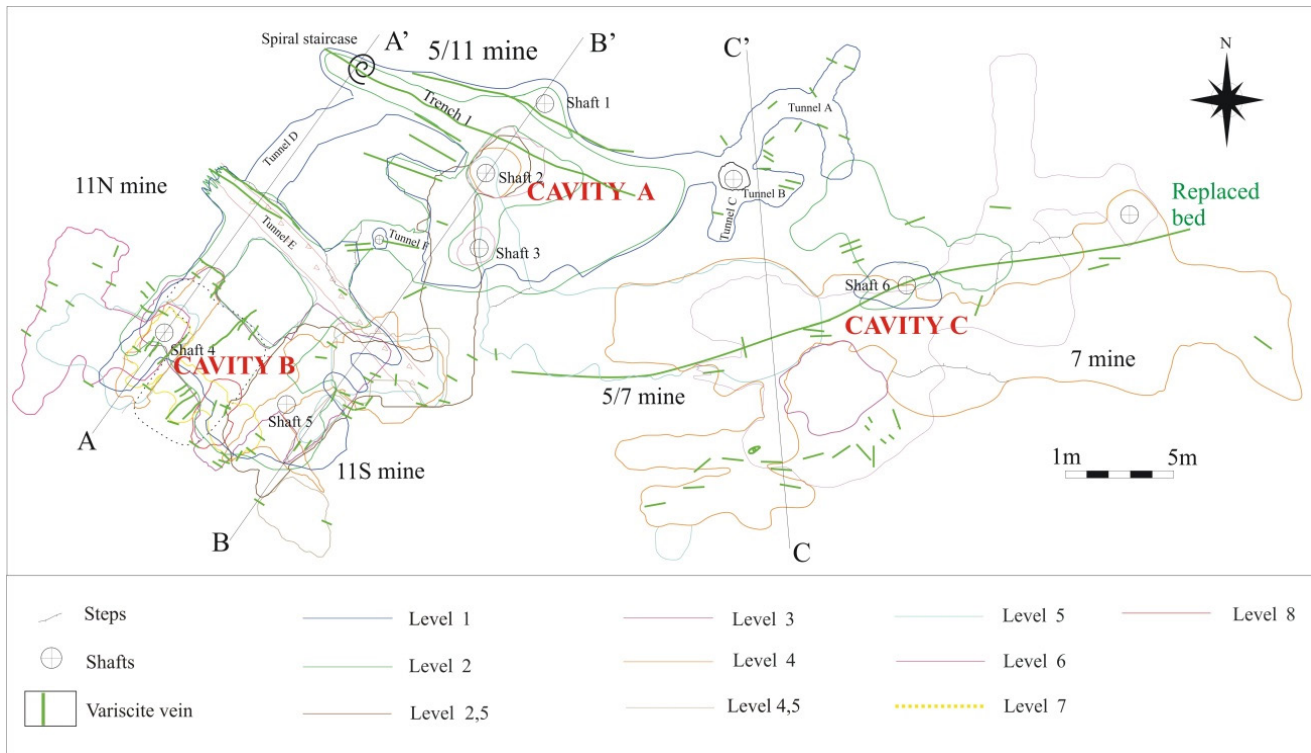 Spiral staircase
A'
5/11 mine
B'
C'
N
Trench 1
Shaft 1
Tunnel A
Tunnel D
11N mine
Shaft 2
CAVITY A
Tunnel B
Tunnel C
Replaced
bed
Tunnel E
Tunnel F
Shaft 3
Shaft 6
CAVITY C
Shaft 4
CAVITY B
7 mine
5/7 mine
Shaft 5
A
11S mine
1m 5m
B
C
Steps
Level 1
Level 3
Level 5
Level 8
Shafts
Level 2
Level 4
Level 6
Variscite vein
Level 2,5
Level 4,5
Level 7